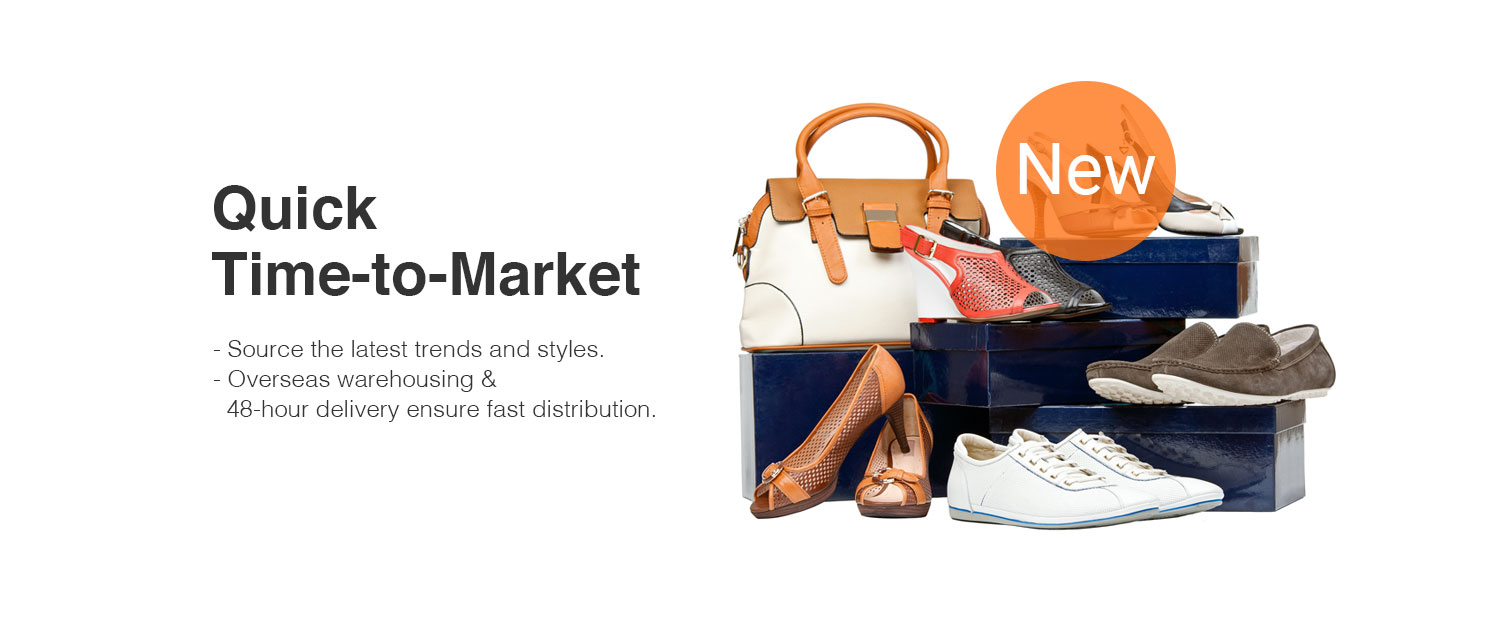 Quick
Time-to-Market
- Source the latest trends and styles.
- Overseas warehousing &
48-hour delivery ensure fast distribution.
New